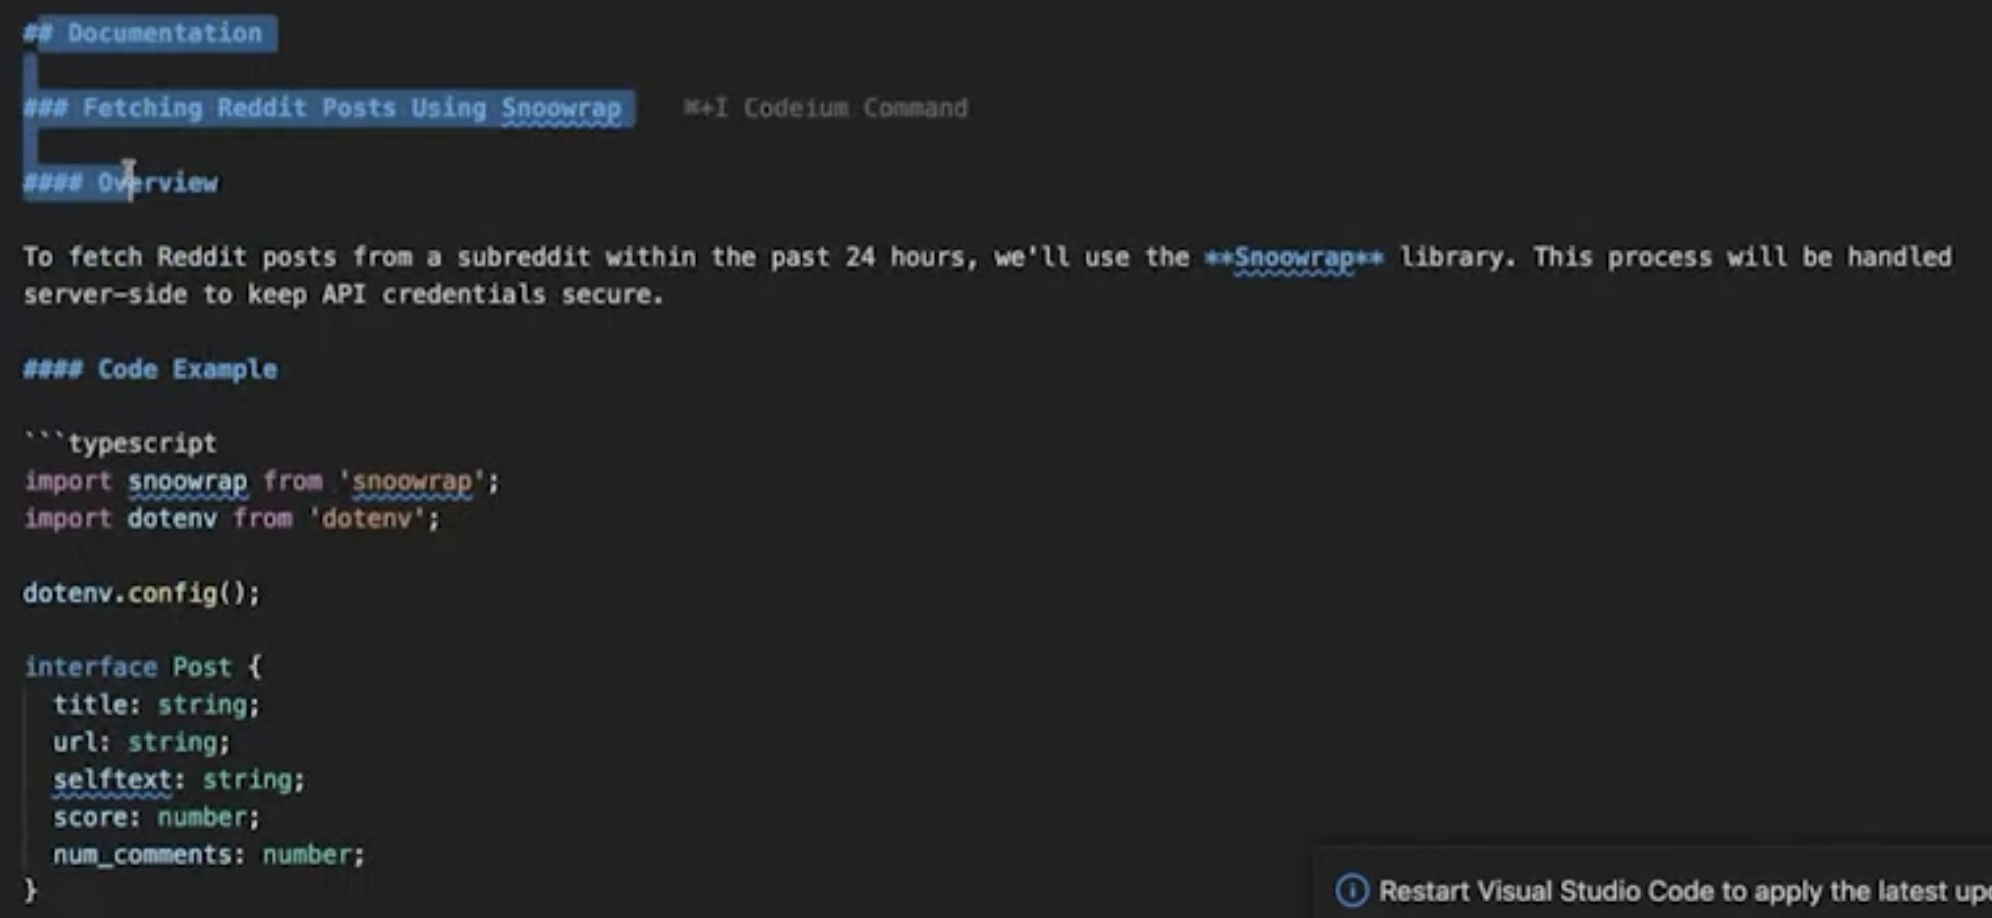 ## Documentation
### Fetching Reddit Posts Using Snoowrap ⌘+I Codeium Command
#### Overview
To fetch Reddit posts from a subreddit within the past 24 hours, we'll use the **Snoowrap** library. This process will be handled
server-side to keep API credentials secure.
#### Code Example
```typescript
import snoowrap from 'snoowrap';
import dotenv from 'dotenv';
dotenv.config();
interface Post {
  title: string;
  url: string;
  selftext: string;
  score: number;
  num_comments: number;
}
Restart Visual Studio Code to apply the latest